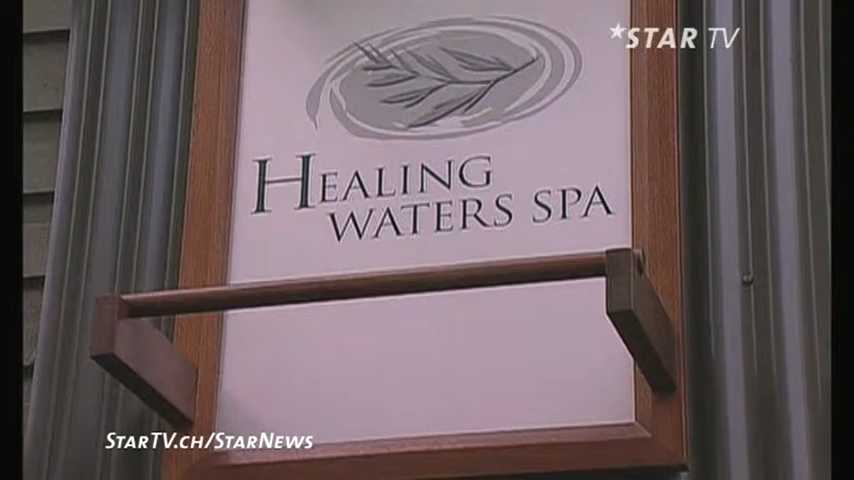 *STAR TV
HEALING
WATERS SPA
STARTV.CH/STARNEWS